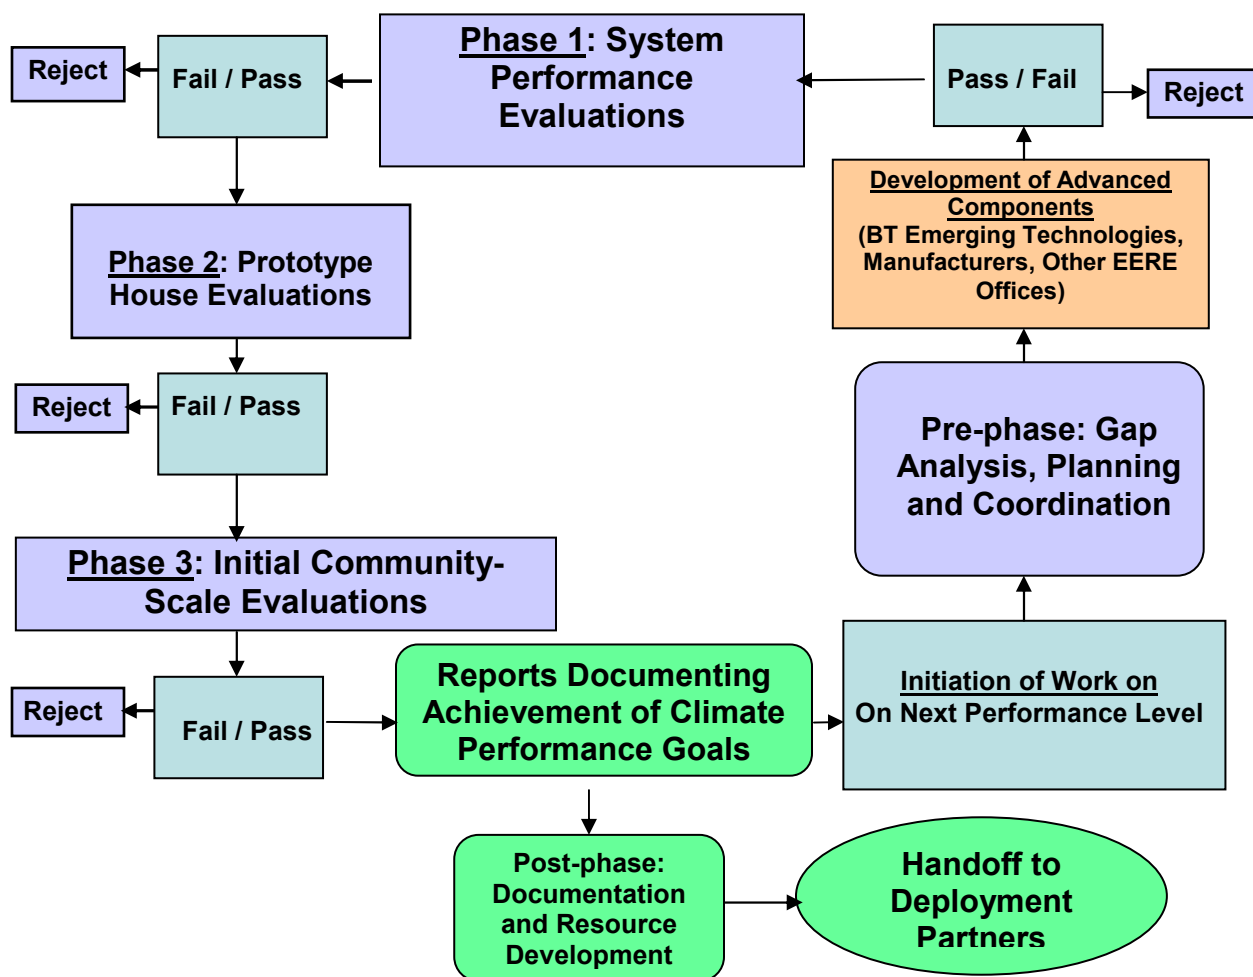 Reject
Fail / Pass
Phase 1: System
Performance
Evaluations
Pass / Fail
Reject
Development of Advanced
Components
(BT Emerging Technologies,
Manufacturers, Other EERE
Offices)
Phase 2: Prototype
House Evaluations
Reject
Fail / Pass
Pre-phase: Gap
Analysis, Planning
and Coordination
Phase 3: Initial Community-
Scale Evaluations
Reject
Fail / Pass
Reports Documenting
Achievement of Climate
Performance Goals
Initiation of Work on
On Next Performance Level
Post-phase:
Documentation
and Resource
Development
Handoff to
Deployment
Partners